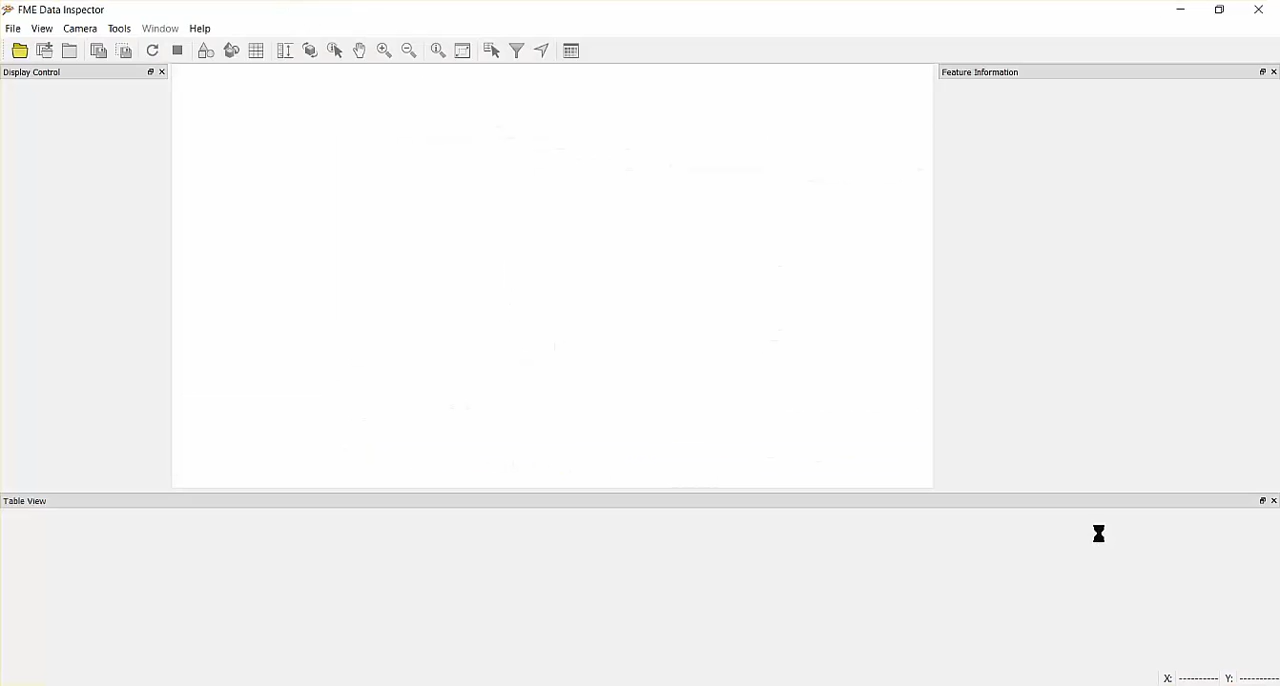 FME Data Inspector
File View Camera Tools Window Help
Display Control
Feature Information
Table View
X: ---------- Y: ----------